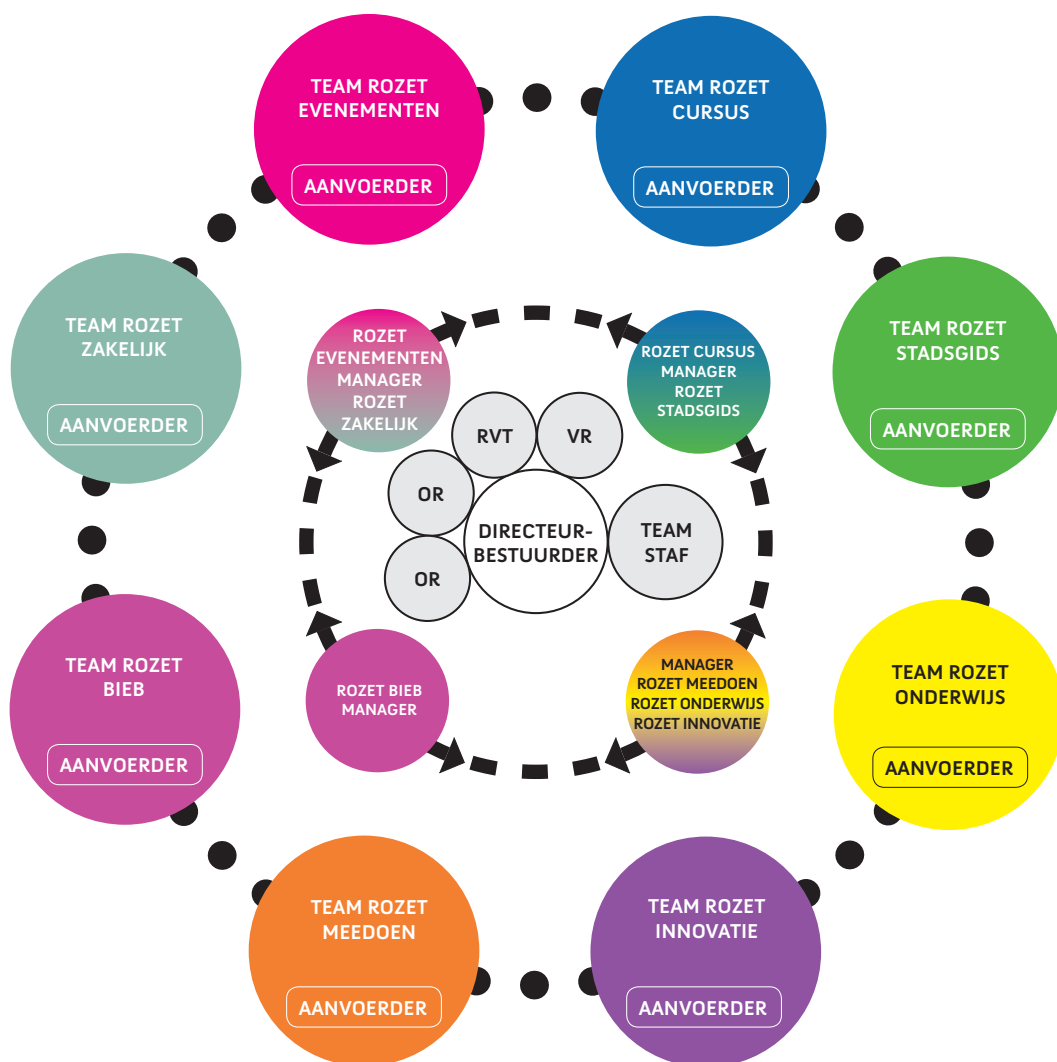 TEAM ROZET
EVENEMENTEN
AANVOERDER
TEAM ROZET
CURSUS
AANVOERDER
TEAM ROZET
ZAKELIJK
AANVOERDER
TEAM ROZET
STADSGIDS
AANVOERDER
ROZET
EVENEMENTEN
MANAGER
ROZET
ZAKELIJK
ROZET CURSUS
MANAGER
ROZET
STADSGIDS
RVT
VR
OR
OR
DIRECTEUR-
BESTUURDER
TEAM
STAF
TEAM ROZET
BIEB
AANVOERDER
ROZET BIEB
MANAGER
MANAGER
ROZET MEEDOEN
ROZET ONDERWIJS
ROZET INNOVATIE
TEAM ROZET
ONDERWIJS
AANVOERDER
TEAM ROZET
MEEDOEN
AANVOERDER
TEAM ROZET
INNOVATIE
AANVOERDER